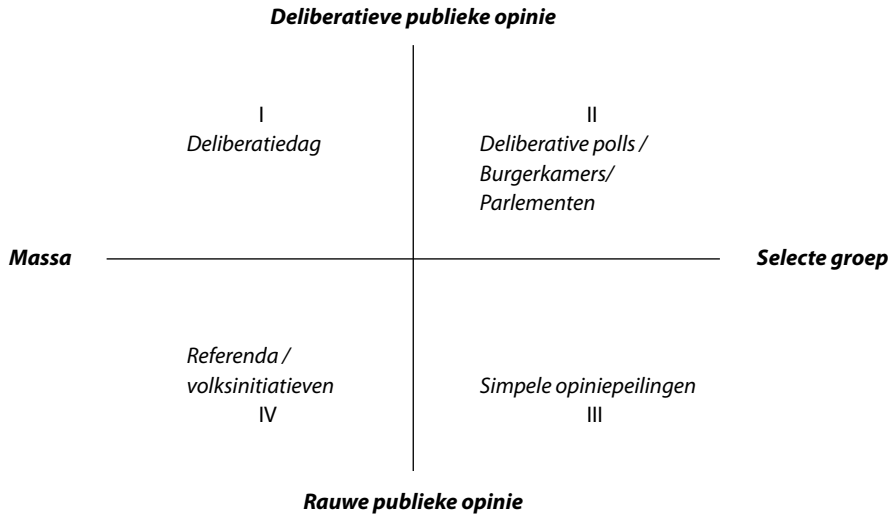 Deliberatieve publieke opinie
I
Deliberatiedag
II
Deliberative polls /
Burgerkamers/
Parlementen
Massa
Selecte groep
Referenda /
volksinitiatieven
IV
Simpele opiniepeilingen
III
Rauwe publieke opinie